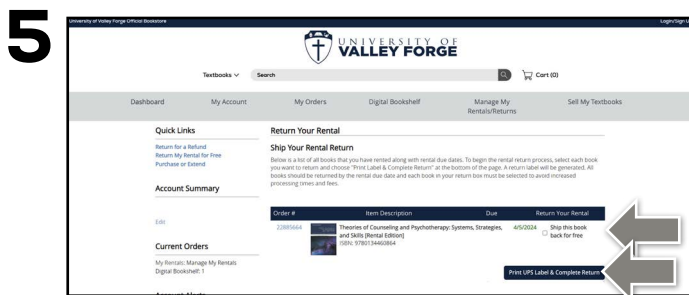 5
University of Valley Forge Official Bookstore
Login/Sign U
UNIVERSITY OF
VALLEY FORGE
Textbooks
Search
Cart (0)
Dashboard
My Account
My Orders
Digital Bookshelf
Manage My
Rentals/Returns
Sell My Textbooks
Quick Links
Return for a Refund
Return My Rental for Free
Purchase or Extend
Account Summary
Edit
Current Orders
My Rentals: Manage My Rentals
Digital Bookshelf: 1
Return Your Rental
Ship Your Rental Return
Below is a list of all books that you have rented along with rental due dates. To begin the rental return process, select each book
you want to return and choose "Print Label & Complete Return" at the bottom of the page. A return label will be generated. All
books should be returned by the rental due date and each book in your return box must be selected to avoid increased
processing times and fees.
Order # Item Description Due Return Your Rental
22885664 Theories of Counseling and Psychotherapy: Systems, Strategies, 4/5/2024 Ship this book
and Skills [Rental Edition] back for free
ISBN: 9780134460864
Print UPS Label & Complete Return